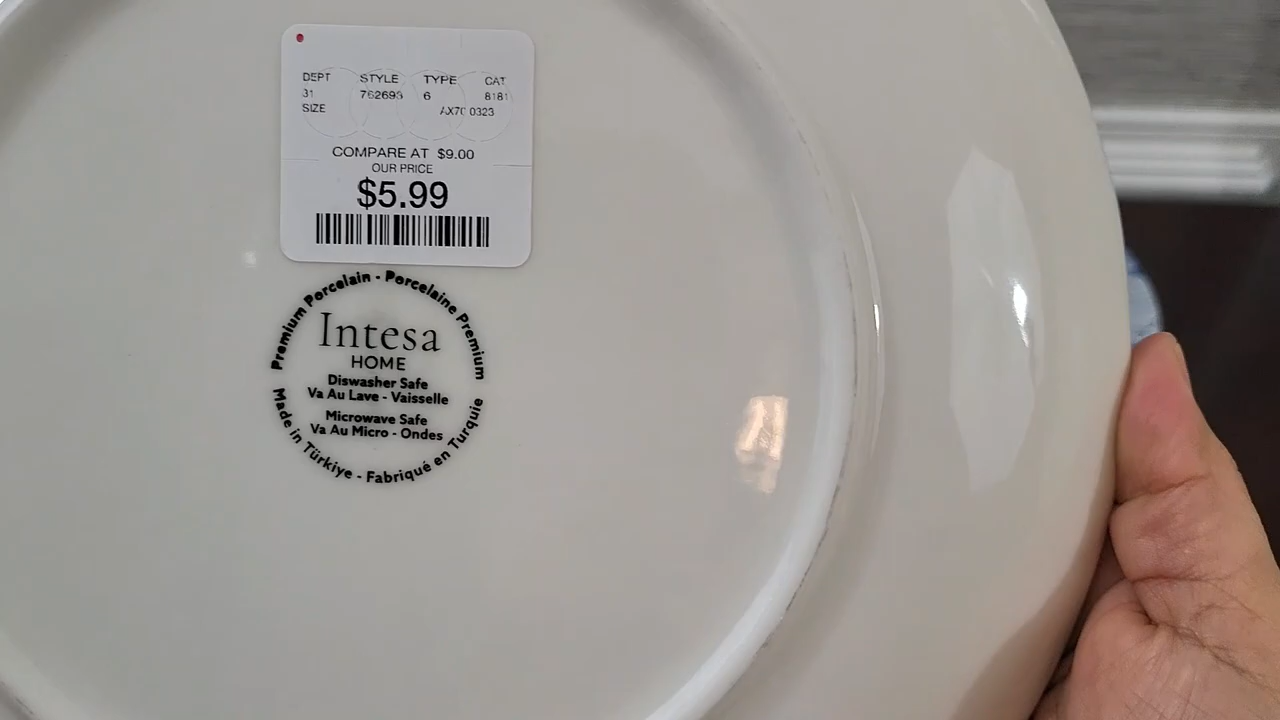 DEPT STYLE TYPE CAT
31 762693 6 8181
SIZE AX70 0323
COMPARE AT $9.00
OUR PRICE
$5.99
Premium Porcelain - Porcelaine Premium
Intesa
HOME
Diswasher Safe
Va Au Lave - Vaisselle
Microwave Safe
Va Au Micro - Ondes
Made in Türkiye - Fabriqué en Turquie